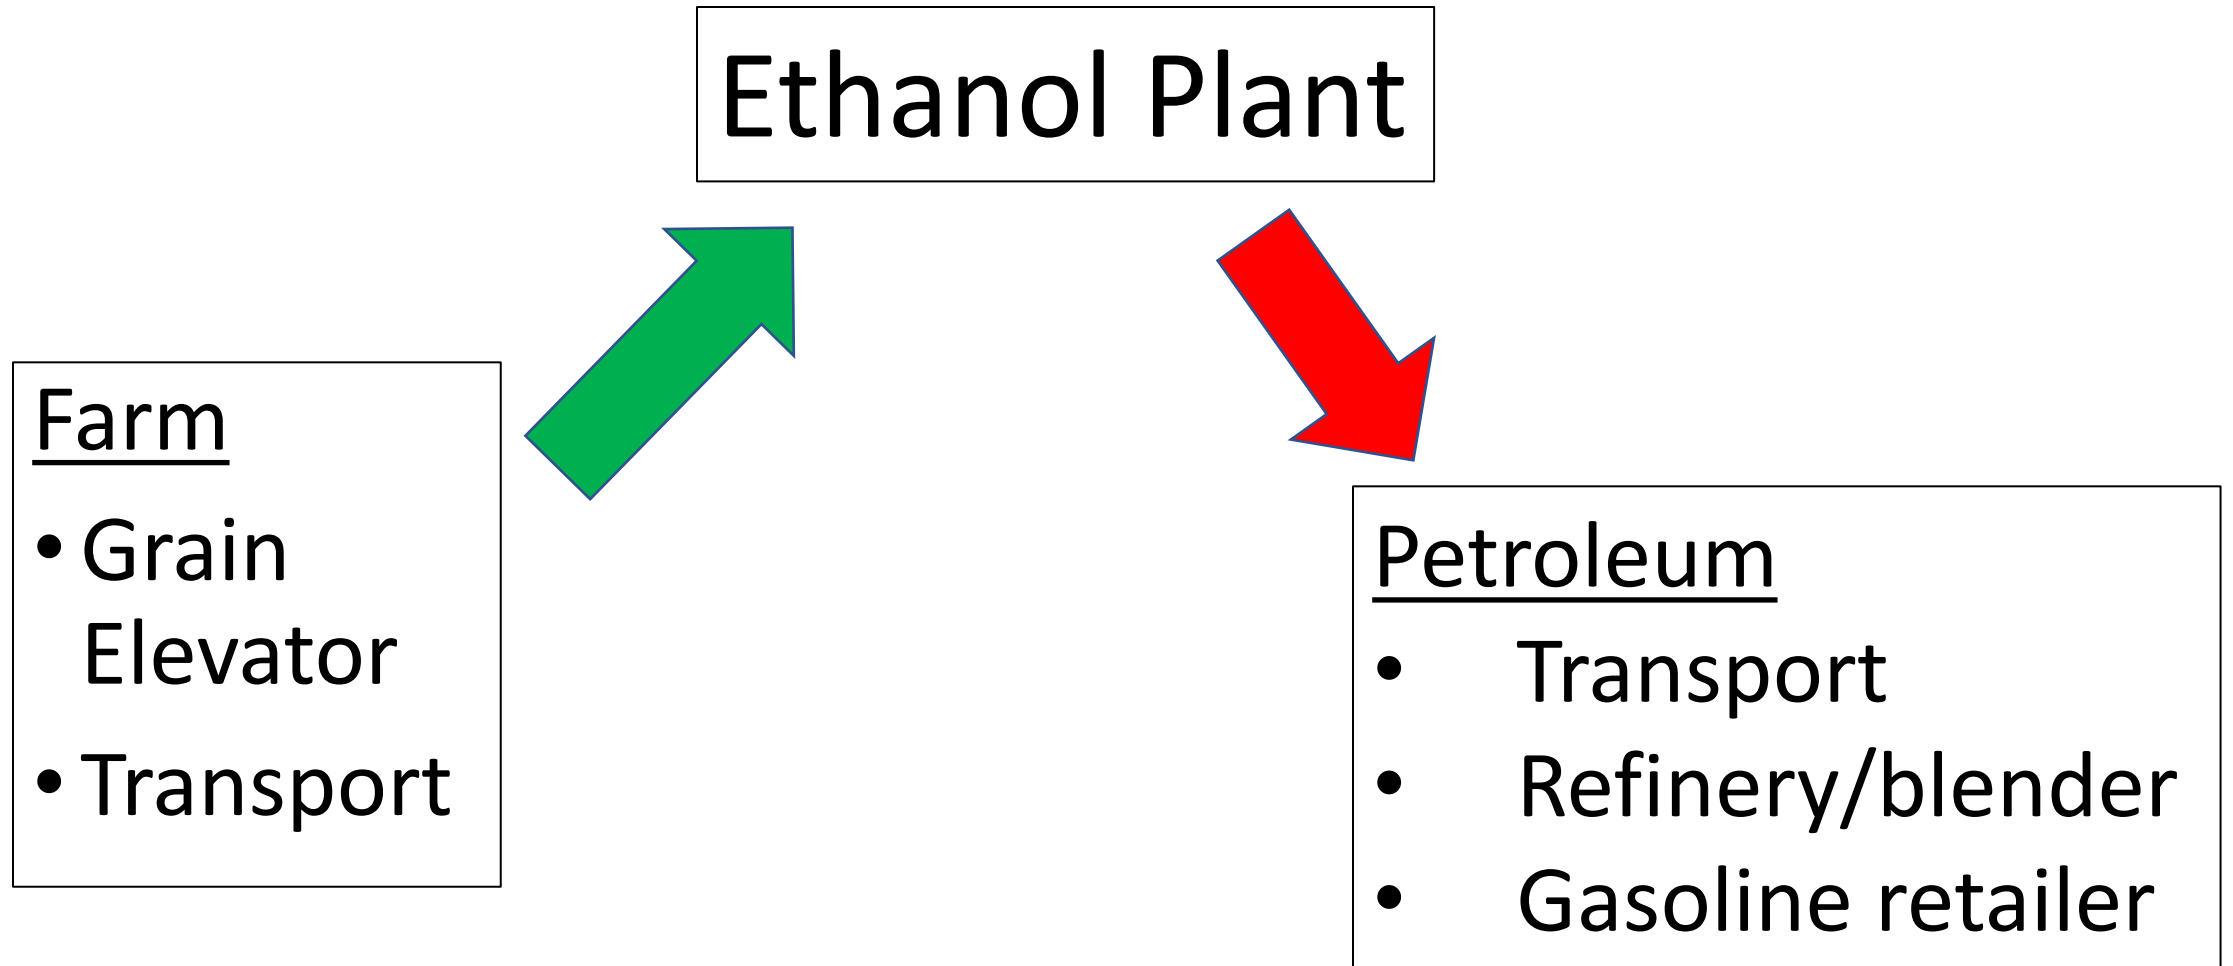 Ethanol Plant
Farm
• Grain
Elevator
• Transport
Petroleum
• Transport
• Refinery/blender
• Gasoline retailer